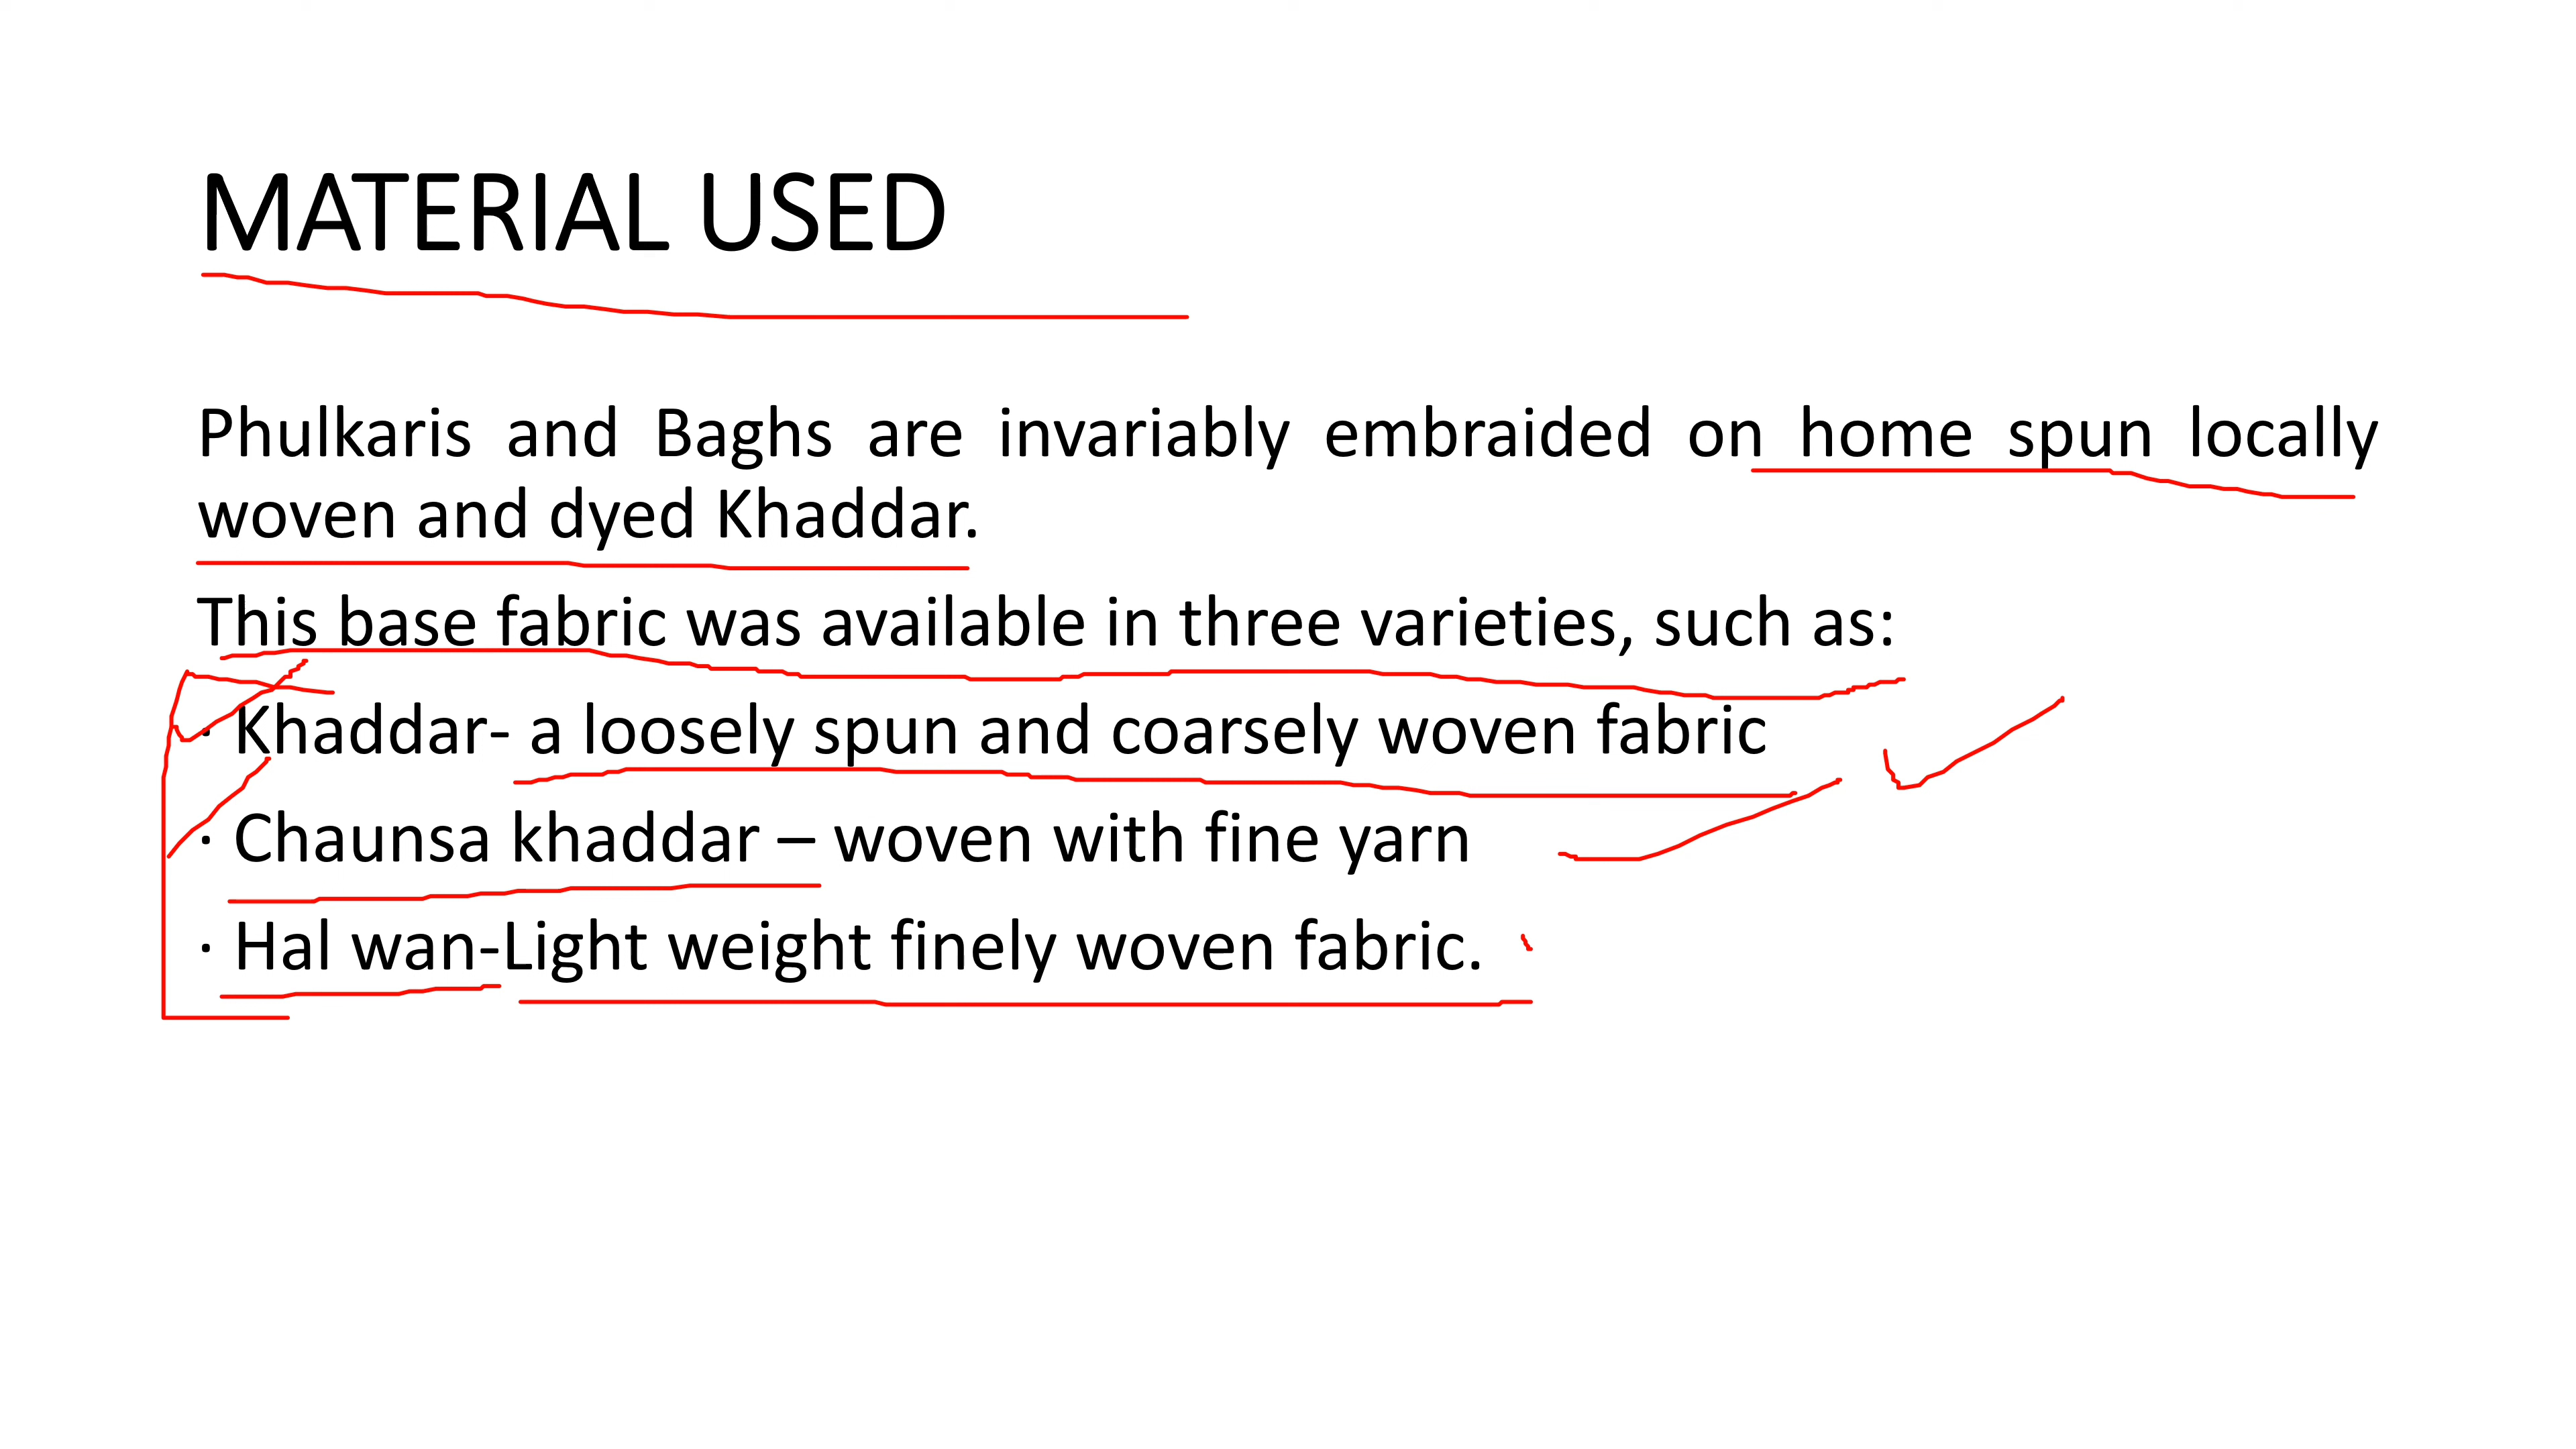 MATERIAL USED
Phulkaris and Baghs are invariably embraided on home spun locally
woven and dyed Khaddar.
This base fabric was available in three varieties, such as:
· Khaddar- a loosely spun and coarsely woven fabric
· Chaunsa khaddar – woven with fine yarn
· Hal wan-Light weight finely woven fabric.